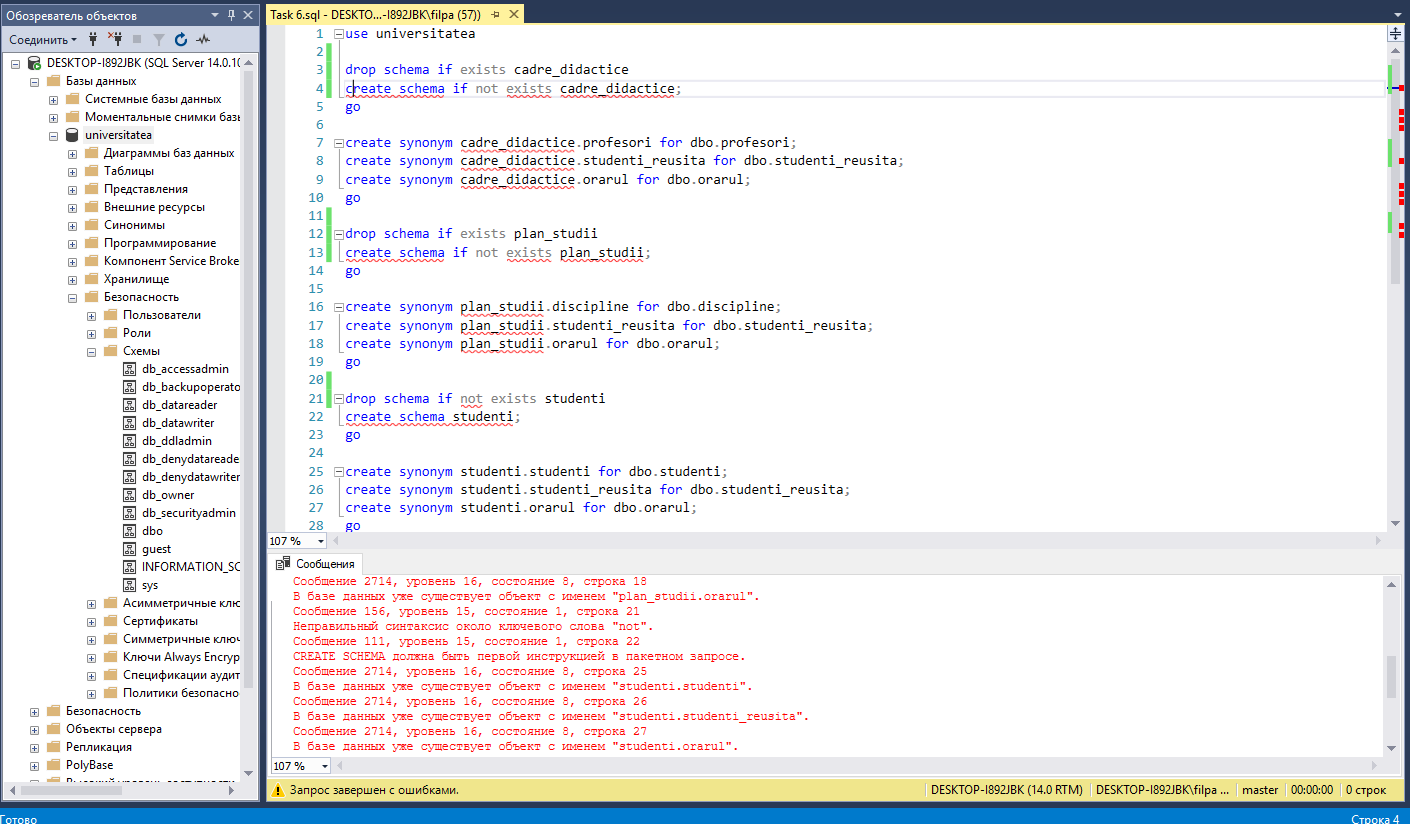 Обозреватель объектов
Соединить
DESKTOP-I892JBK (SQL Server 14.0.10
Базы данных
Системные базы данных
Моментальные снимки базы
universitatea
Диаграммы баз данных
Таблицы
Представления
Внешние ресурсы
Синонимы
Программирование
Компонент Service Broke
Хранилище
Безопасность
Пользователи
Роли
Схемы
db_accessadmin
db_backupoperato
db_datareader
db_datawriter
db_ddladmin
db_denydatareade
db_denydatawriter
db_owner
db_securityadmin
dbo
guest
INFORMATION_SC
sys
Асимметричные клю
Сертификаты
Симметричные ключ
Ключи Always Encryp
Спецификации аудит
Политики безопасно
Безопасность
Объекты сервера
Репликация
PolyBase
Task 6.sql - DESKTO...-I892JBK\filpa (57))
1 use universitatea
2
3 drop schema if exists cadre_didactice
4 create schema if not exists cadre_didactice;
5 go
6
7 create synonym cadre_didactice.profesori for dbo.profesori;
8 create synonym cadre_didactice.studenti_reusita for dbo.studenti_reusita;
9 create synonym cadre_didactice.orarul for dbo.orarul;
10 go
11
12 drop schema if exists plan_studii
13 create schema if not exists plan_studii;
14 go
15
16 create synonym plan_studii.discipline for dbo.discipline;
17 create synonym plan_studii.studenti_reusita for dbo.studenti_reusita;
18 create synonym plan_studii.orarul for dbo.orarul;
19 go
20
21 drop schema if not exists studenti
22 create schema studenti;
23 go
24
25 create synonym studenti.studenti for dbo.studenti;
26 create synonym studenti.studenti_reusita for dbo.studenti_reusita;
27 create synonym studenti.orarul for dbo.orarul;
28 go
107 %
Сообщения
Сообщение 2714, уровень 16, состояние 8, строка 18
В базе данных уже существует объект с именем "plan_studii.orarul".
Сообщение 156, уровень 15, состояние 1, строка 21
Неправильный синтаксис около ключевого слова "not".
Сообщение 111, уровень 15, состояние 1, строка 22
CREATE SCHEMA должна быть первой инструкцией в пакетном запросе.
Сообщение 2714, уровень 16, состояние 8, строка 25
В базе данных уже существует объект с именем "studenti.studenti".
Сообщение 2714, уровень 16, состояние 8, строка 26
В базе данных уже существует объект с именем "studenti.studenti_reusita".
Сообщение 2714, уровень 16, состояние 8, строка 27
В базе данных уже существует объект с именем "studenti.orarul".
107 %
Запрос завершен с ошибками.
DESKTOP-I892JBK (14.0 RTM)
DESKTOP-I892JBK\filpa ...
master
00:00:00
0 строк
Готово
Строка 4